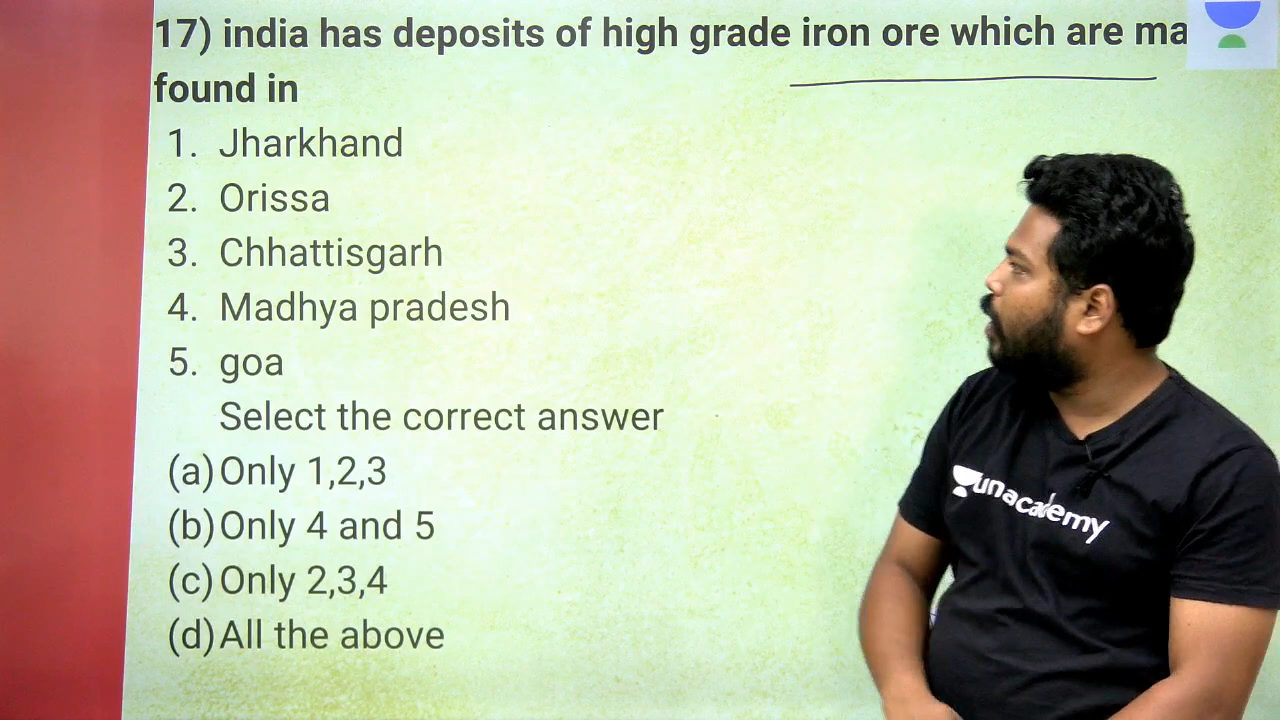 17) india has deposits of high grade iron ore which are ma
found in
1. Jharkhand
2. Orissa
3. Chhattisgarh
4. Madhya pradesh
5. goa
Select the correct answer
(a) Only 1,2,3
(b) Only 4 and 5
(c) Only 2,3,4
(d) All the above
unacademy